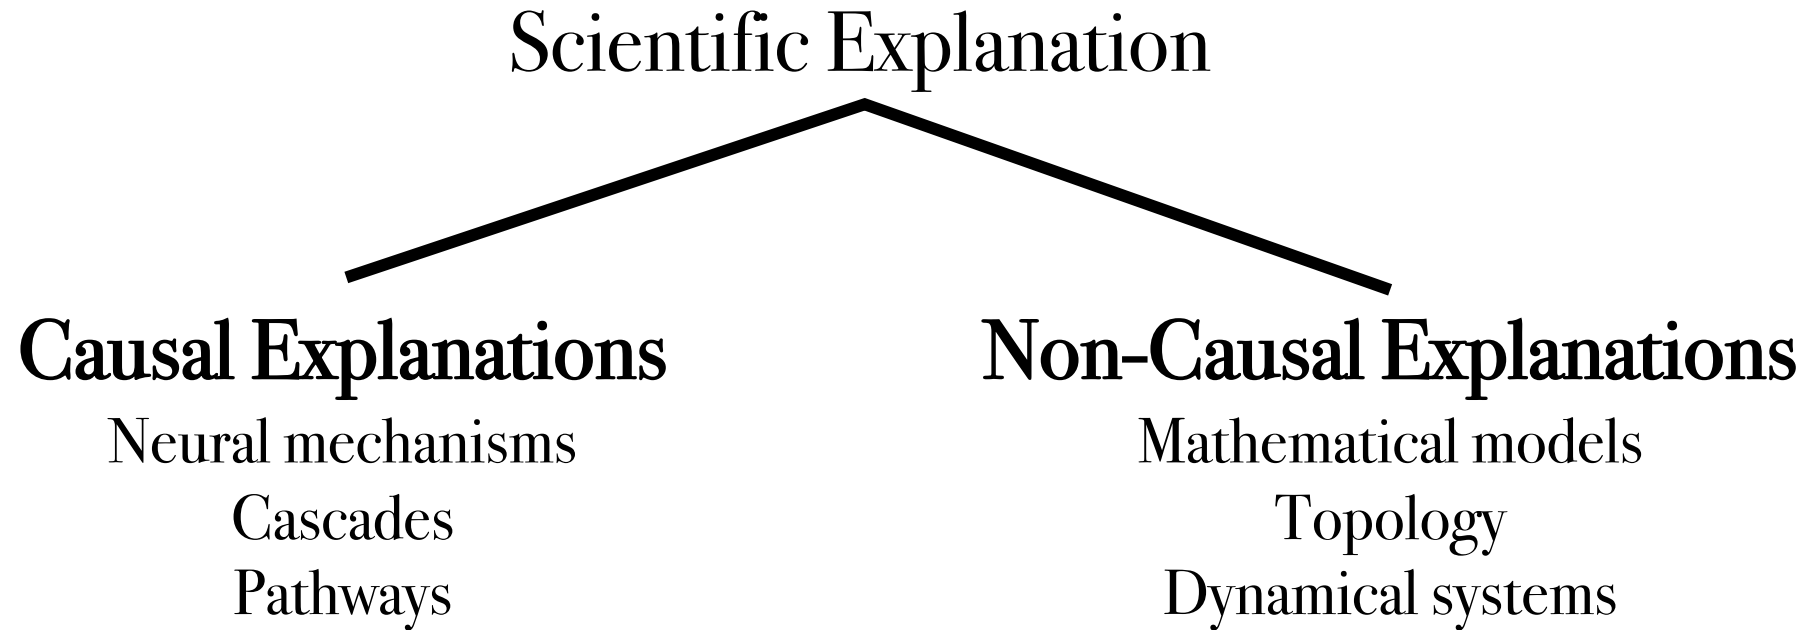 Scientific Explanation
Causal Explanations
Neural mechanisms
Cascades
Pathways
Non-Causal Explanations
Mathematical models
Topology
Dynamical systems